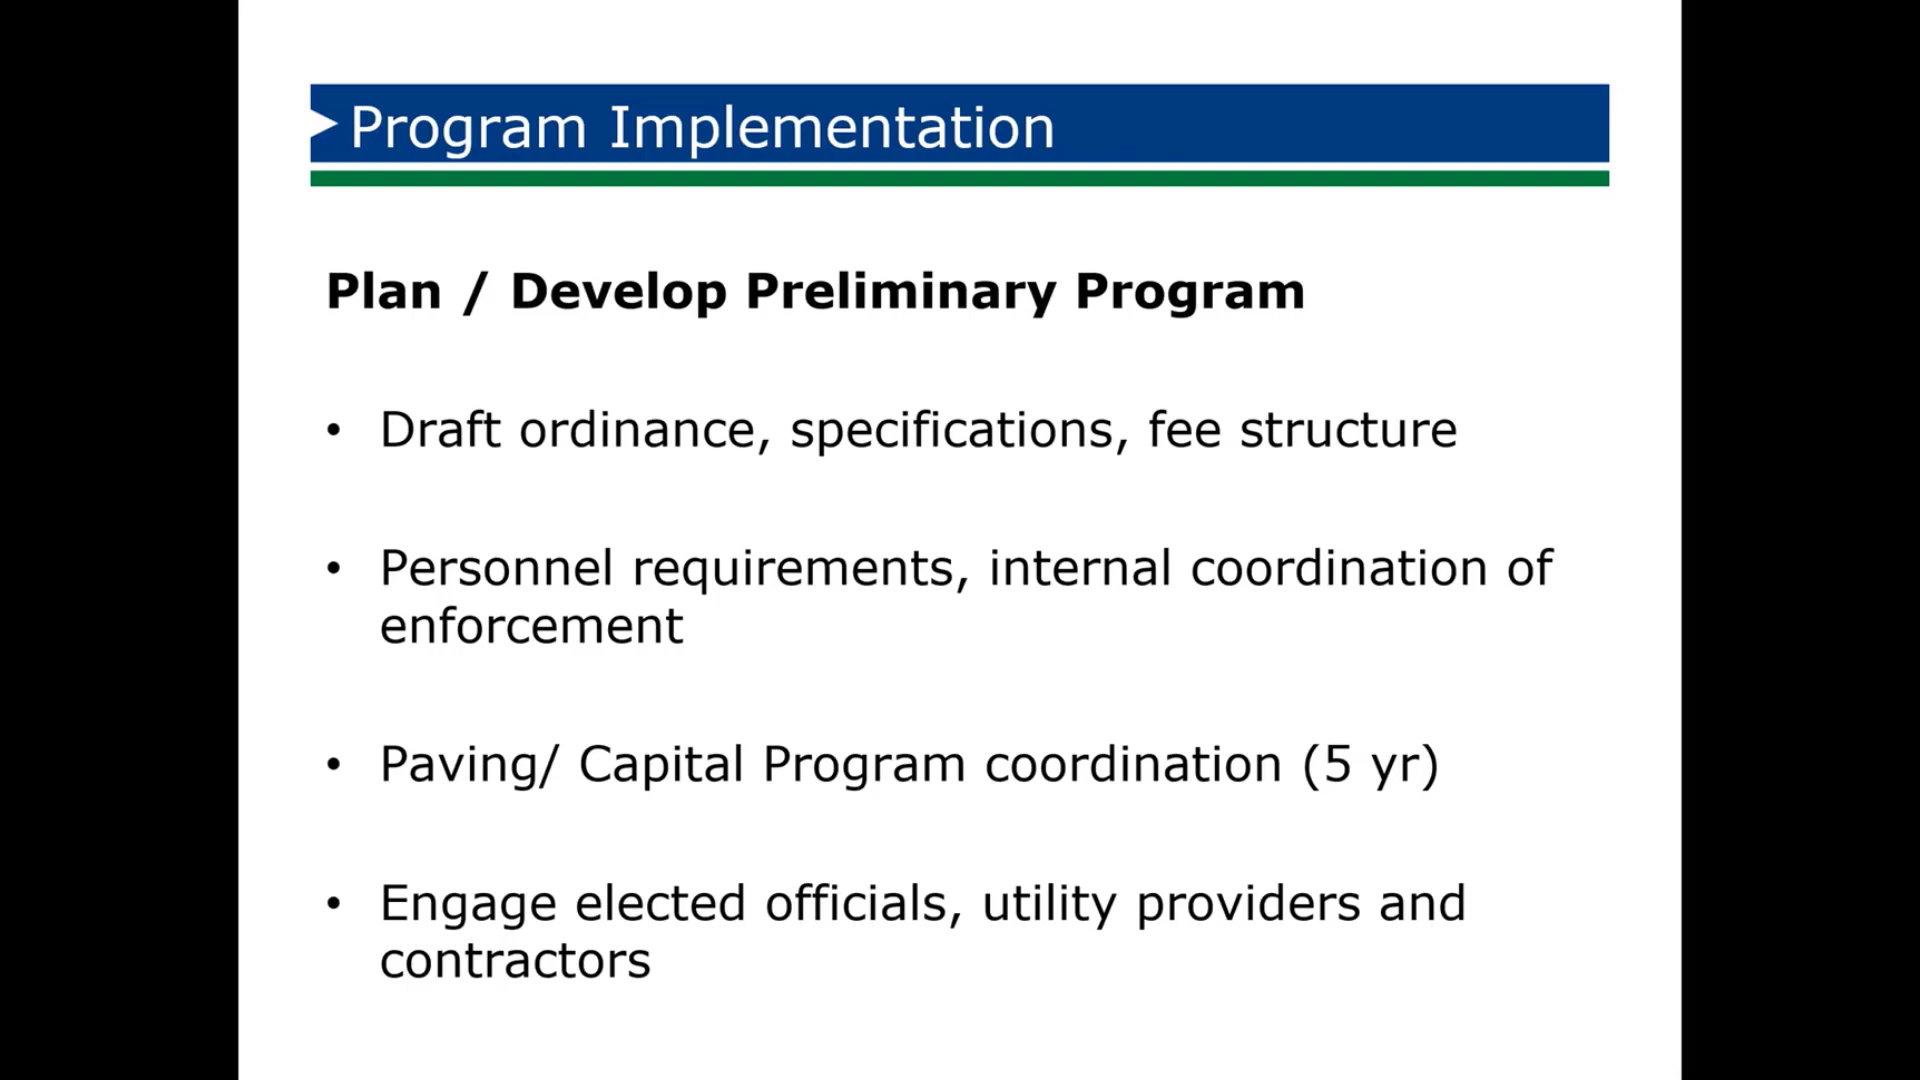 Program Implementation
Plan / Develop Preliminary Program
• Draft ordinance, specifications, fee structure
• Personnel requirements, internal coordination of
enforcement
• Paving/ Capital Program coordination (5 yr)
• Engage elected officials, utility providers and
contractors